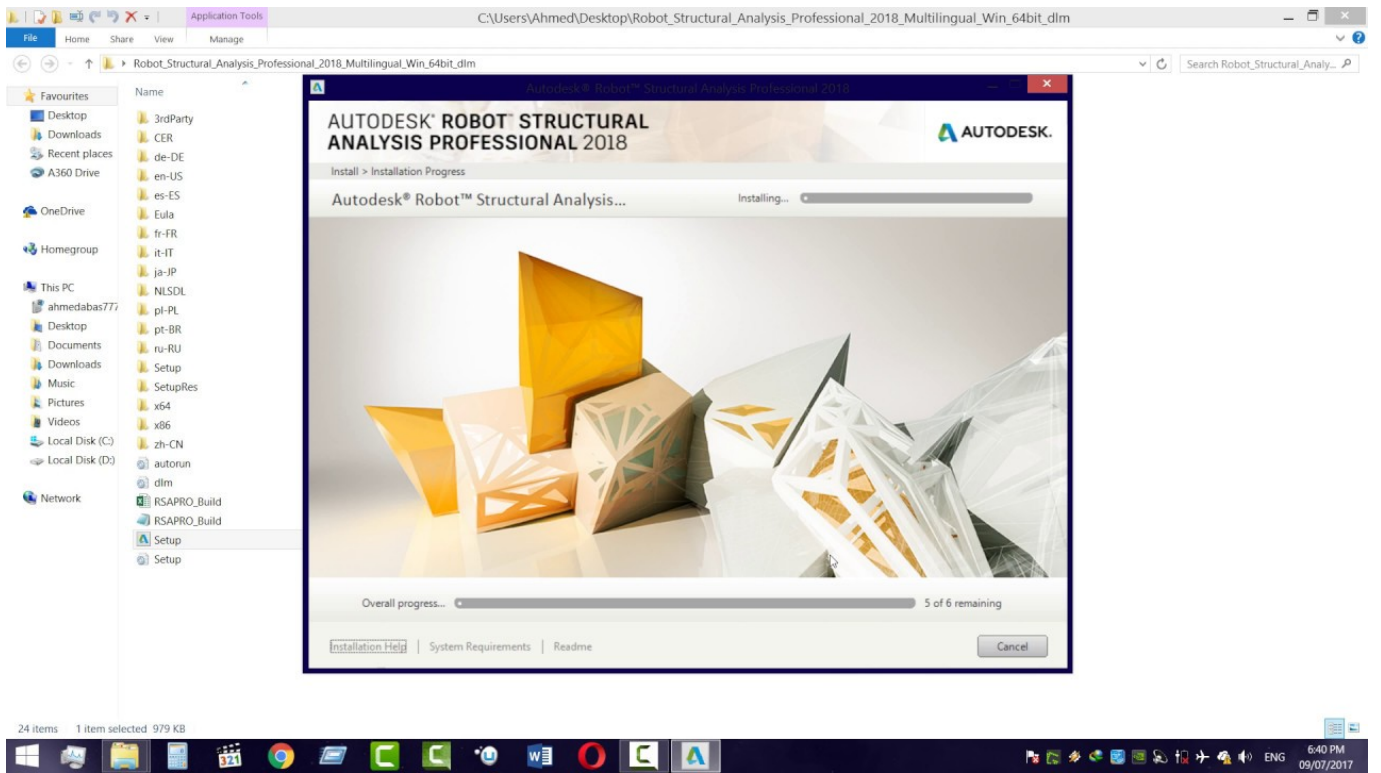 Application Tools
C:\Users\Ahmed\Desktop\Robot_Structural_Analysis_Professional_2018_Multilingual_Win_64bit_dlm
File Home Share View Manage
Robot_Structural_Analysis_Professional_2018_Multilingual_Win_64bit_dlm
Search Robot_Structural_Analy...
Favourites
Desktop
Downloads
Recent places
A360 Drive
OneDrive
Homegroup
This PC
ahmedabas777
Desktop
Documents
Downloads
Music
Pictures
Videos
Local Disk (C:)
Local Disk (D:)
Network
Name
3rdParty
CER
de-DE
en-US
es-ES
Eula
fr-FR
it-IT
ja-JP
NLSDL
pl-PL
pt-BR
ru-RU
Setup
SetupRes
x64
x86
zh-CN
autorun
dlm
RSAPRO_Build
RSAPRO_Build
Setup
Setup
Autodesk® Robot™ Structural Analysis Professional 2018
AUTODESK® ROBOT™ STRUCTURAL
ANALYSIS PROFESSIONAL 2018
AUTODESK.
Install > Installation Progress
Autodesk® Robot™ Structural Analysis...
Installing...
Overall progress...
5 of 6 remaining
Installation Help | System Requirements | Readme
Cancel
24 items 1 item selected 979 KB
321
ENG
6:40 PM
09/07/2017